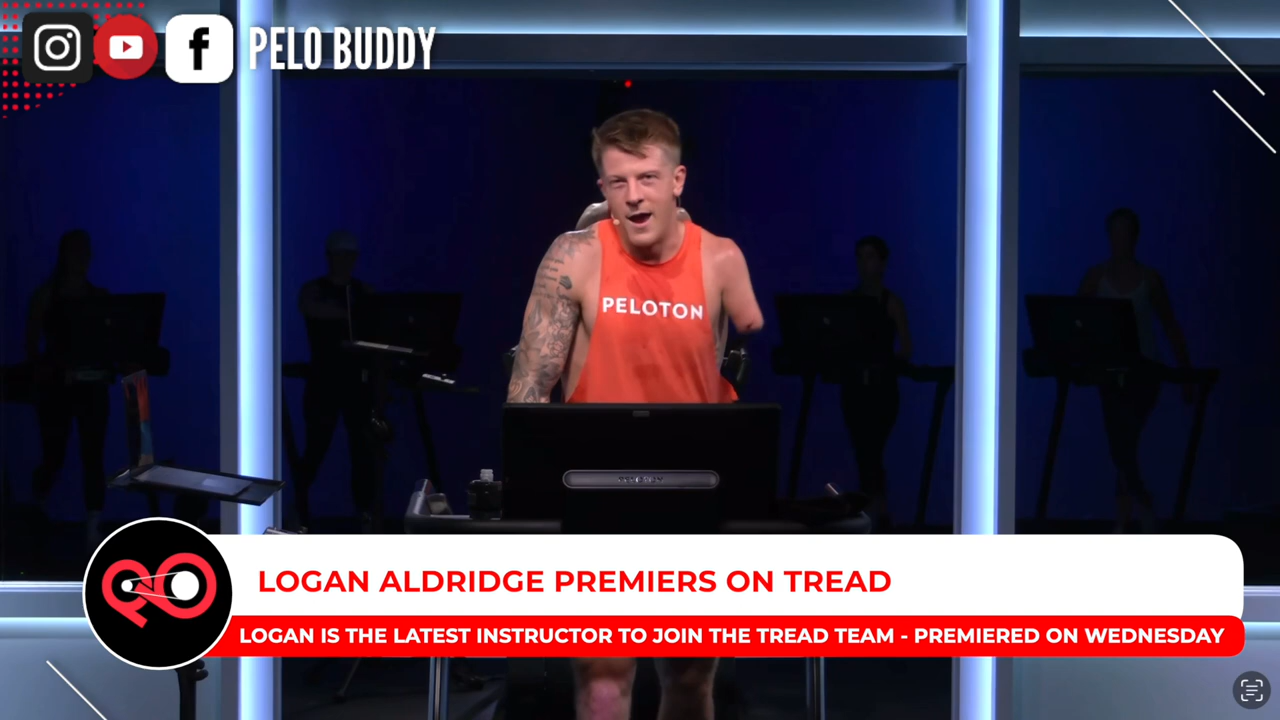 PELO BUDDY
PELOTON
LOGAN ALDRIDGE PREMIERS ON TREAD
LOGAN IS THE LATEST INSTRUCTOR TO JOIN THE TREAD TEAM - PREMIERED ON WEDNESDAY